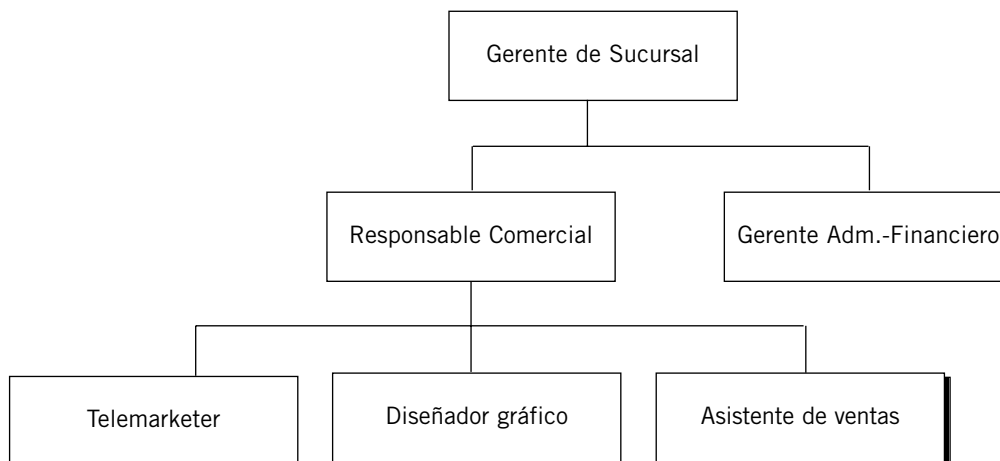 Gerente de Sucursal
Responsable Comercial
Gerente Adm.-Financiero
Telemarketer
Diseñador gráfico
Asistente de ventas